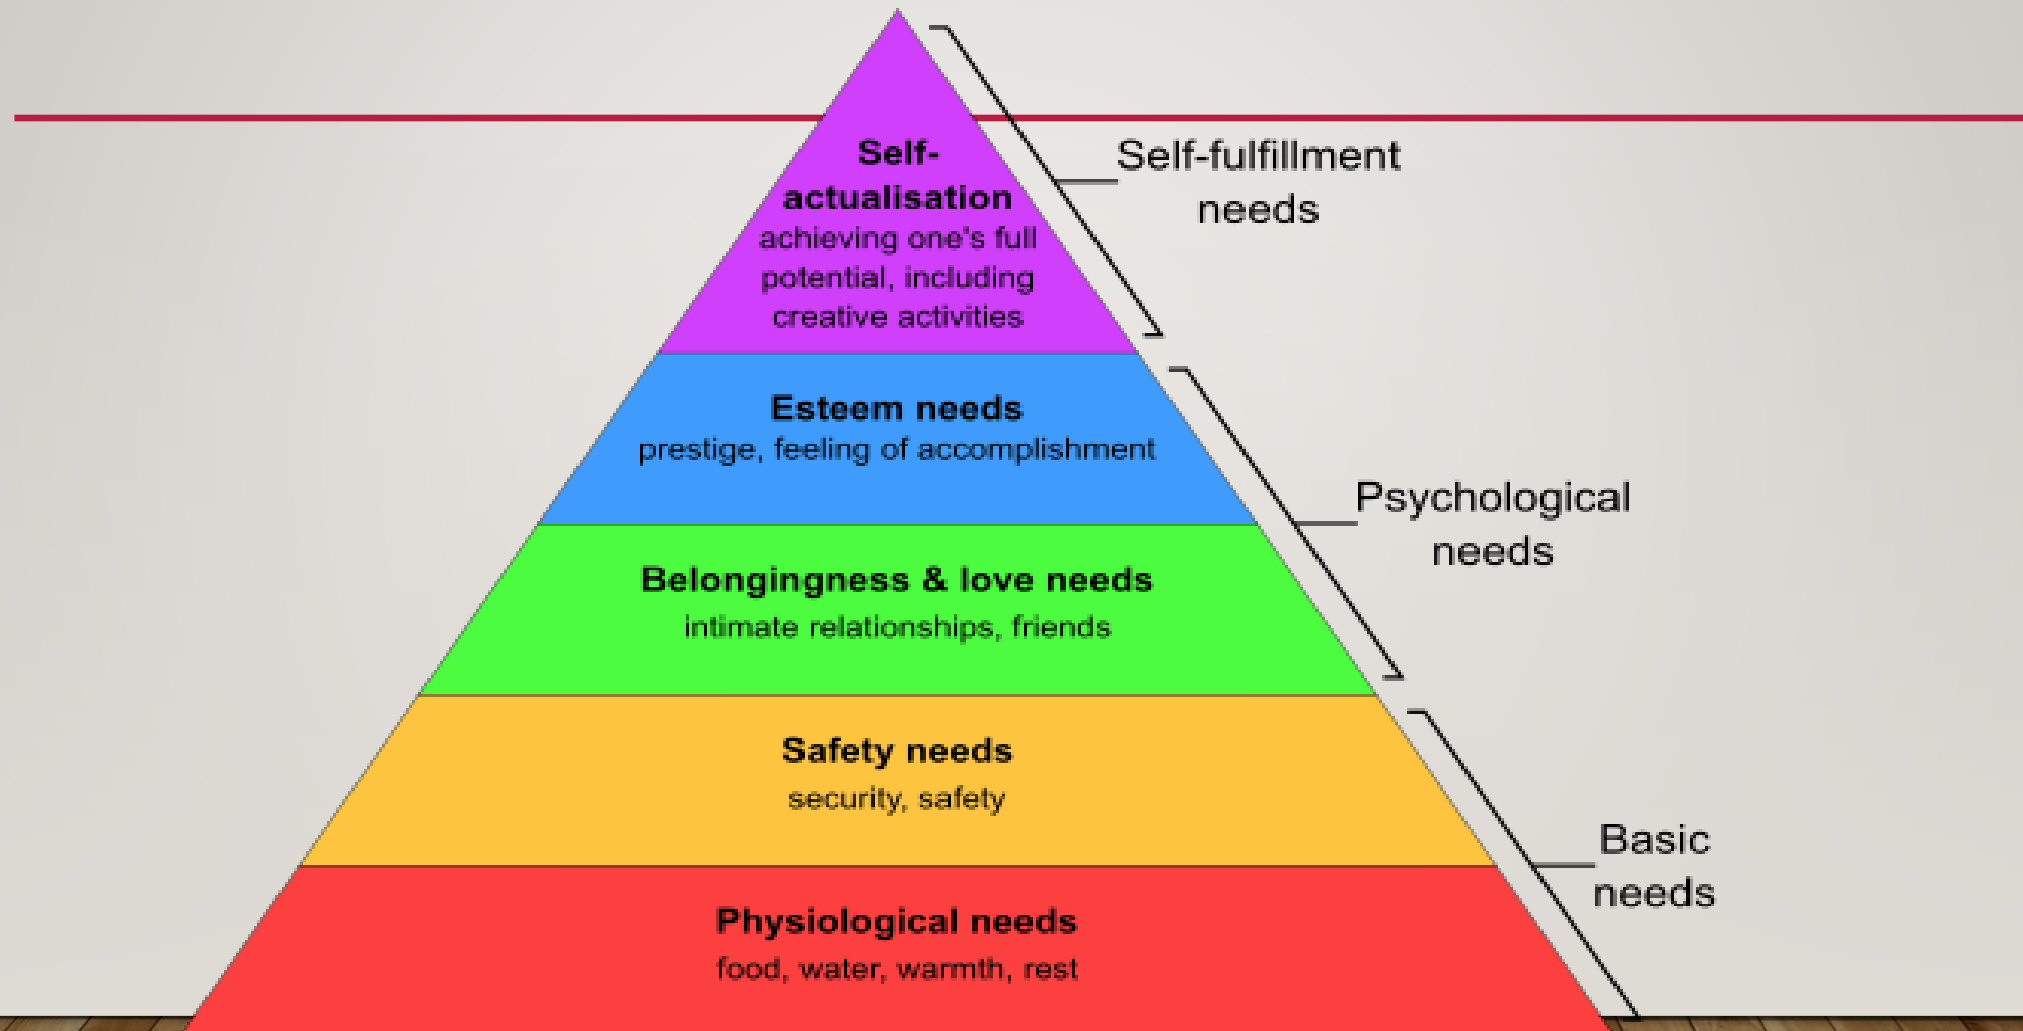 Self-
actualisation
achieving one's full
potential, including
creative activities
Self-fulfillment
needs
Esteem needs
prestige, feeling of accomplishment
Psychological
needs
Belongingness & love needs
intimate relationships, friends
Safety needs
security, safety
Basic
needs
Physiological needs
food, water, warmth, rest